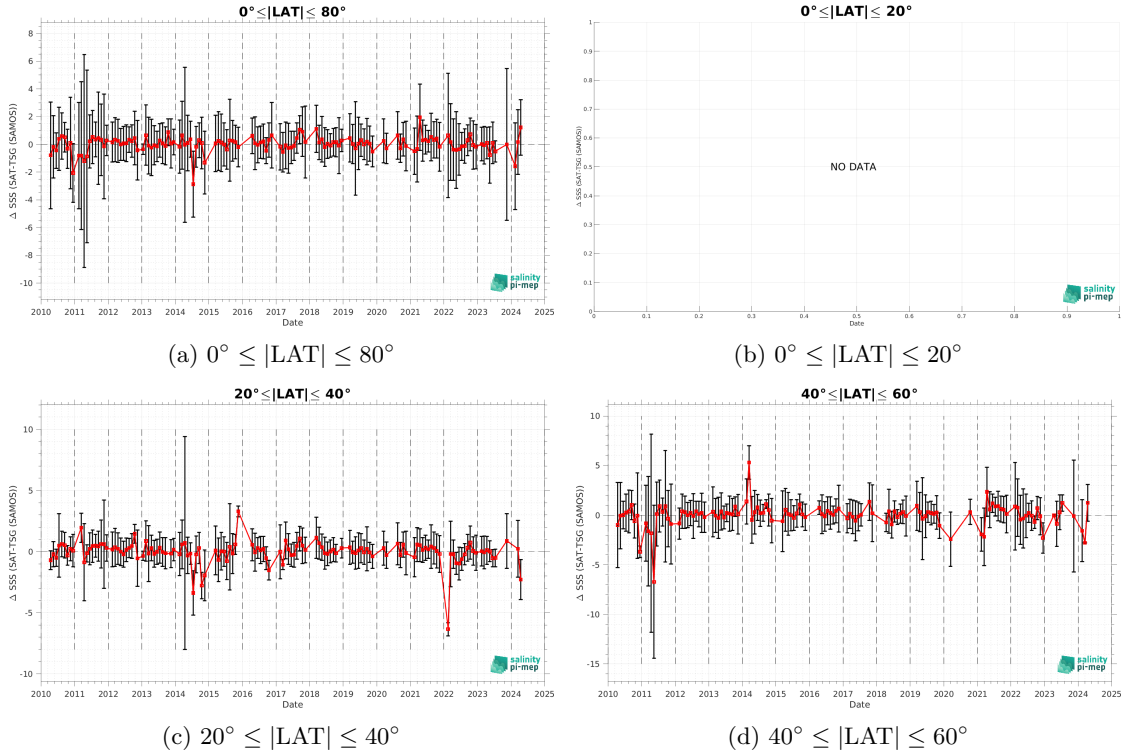 0°≤|LAT|≤ 80°
Δ SSS (SAT-TSG (SAMOS))
8
6
4
2
0
-2
-4
-6
-8
-10
2010 2011 2012 2013 2014 2015 2016 2017 2018 2019 2020 2021 2022 2023 2024 2025
Date
salinity
pi-mep
(a) 0° ≤ |LAT| ≤ 80°
0°≤|LAT|≤ 20°
Δ SSS (SAT-TSG (SAMOS))
1
0.9
0.8
0.7
0.6
0.5
0.4
0.3
0.2
0.1
0
NO DATA
0 0.1 0.2 0.3 0.4 0.5 0.6 0.7 0.8 0.9 1
Date
salinity
pi-mep
(b) 0° ≤ |LAT| ≤ 20°
20°≤|LAT|≤ 40°
Δ SSS (SAT-TSG (SAMOS))
10
5
0
-5
-10
2010 2011 2012 2013 2014 2015 2016 2017 2018 2019 2020 2021 2022 2023 2024 2025
Date
salinity
pi-mep
(c) 20° ≤ |LAT| ≤ 40°
40°≤|LAT|≤ 60°
Δ SSS (SAT-TSG (SAMOS))
10
5
0
-5
-10
-15
2010 2011 2012 2013 2014 2015 2016 2017 2018 2019 2020 2021 2022 2023 2024 2025
Date
salinity
pi-mep
(d) 40° ≤ |LAT| ≤ 60°